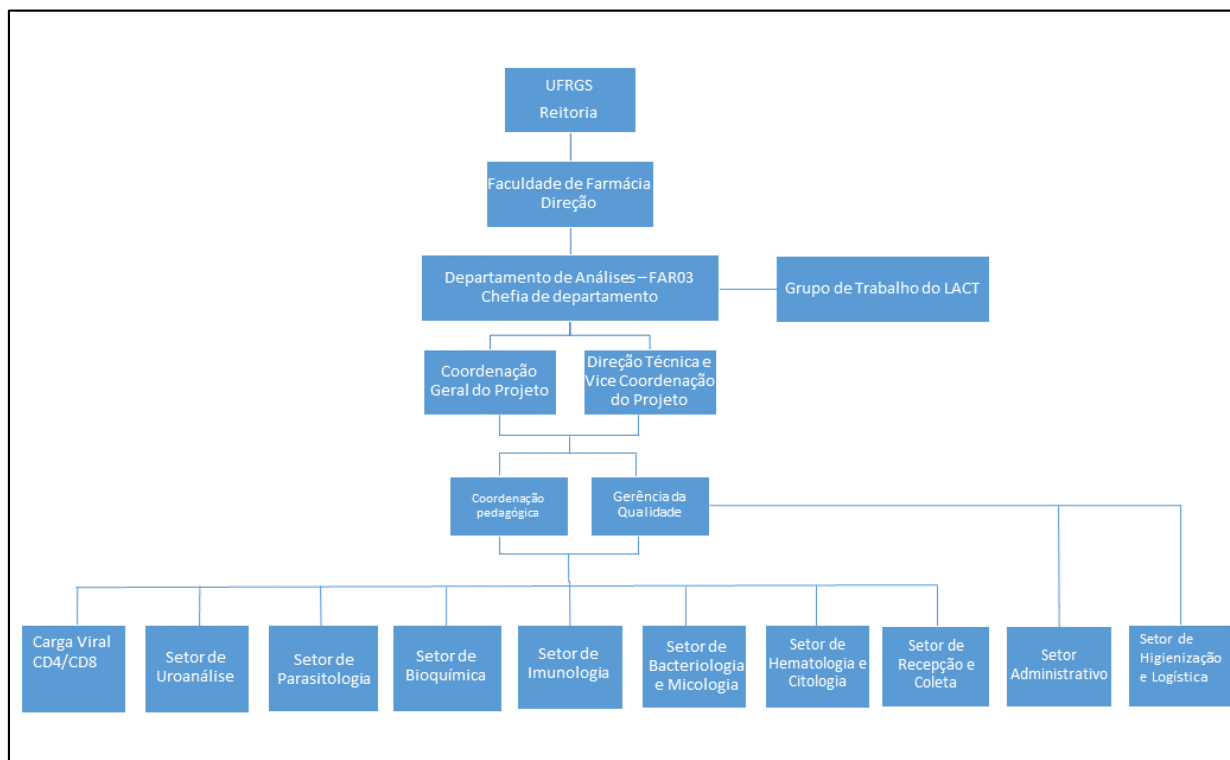 UFRGS
Reitoria
Faculdade de Farmácia
Direção
Departamento de Análises – FAR03
Chefia de departamento
Grupo de Trabalho do LACT
Coordenação
Geral do Projeto
Direção Técnica e
Vice Coordenação
do Projeto
Coordenação
pedagógica
Gerência da
Qualidade
Carga Viral
CD4/CD8
Setor de
Uroanálise
Setor de
Parasitologia
Setor de
Bioquímica
Setor de
Imunologia
Setor de
Bacteriologia
e Micologia
Setor de
Hematologia e
Citologia
Setor de
Recepção e
Coleta
Setor
Administrativo
Setor de
Higienização
e Logística